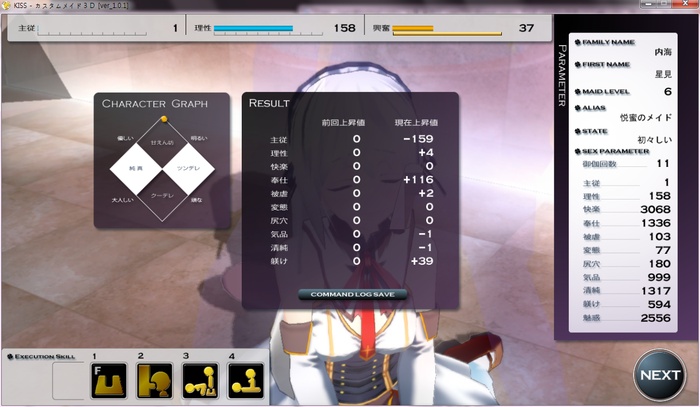 KISS - カスタムメイド３Ｄ [ver_1.0.1]
主従 1 理性 158 興奮 37
CHARACTER GRAPH
優しい 甘えん坊 明るい
純真 ツンデレ
大人しい クーデレ 嫌な
RESULT
前回上昇値 現在上昇値
主従 0 -159
理性 0 +4
快楽 0 0
奉仕 0 +116
被虐 0 +2
変態 0 0
尻穴 0 0
気品 0 -1
清純 0 -1
躾け 0 +39
COMMAND LOG SAVE
PARAMETER
FAMILY NAME
内海
FIRST NAME
星見
MAID LEVEL
6
ALIAS
悦蜜のメイド
STATE
初々しい
SEX PARAMETER
御伽回数 11
主従 1
理性 158
快楽 3068
奉仕 1336
被虐 103
変態 77
尻穴 180
気品 999
清純 1317
躾け 594
魅惑 2556
EXECUTION SKILL
1 2 3 4
F
NEXT